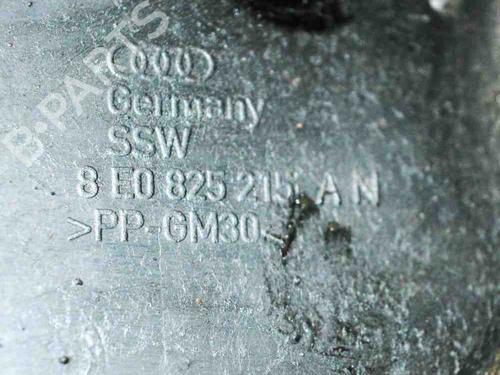 B-PARTS
Germany
SSW
8 E0 825 215 A N
>PP-GM30<